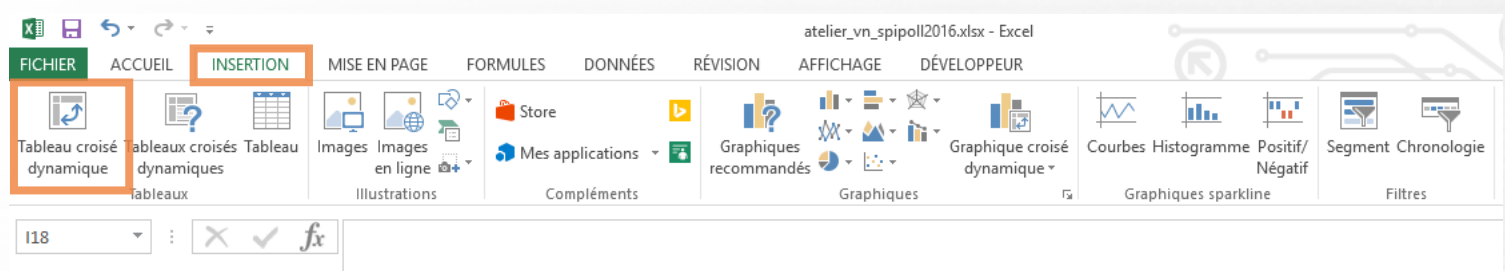 atelier_vn_spipoll2016.xlsx - Excel
FICHIER ACCUEIL INSERTION MISE EN PAGE FORMULES DONNÉES RÉVISION AFFICHAGE DÉVELOPPEUR
Tableau croisé dynamique
Tableaux croisés dynamiques
Tableau
Tableaux
Images
Images en ligne
Illustrations
Store
Mes applications
Compléments
Graphiques recommandés
Graphique croisé dynamique
Graphiques
Courbes
Histogramme
Positif/
Négatif
Graphiques sparkline
Segment
Chronologie
Filtres
I18
fx